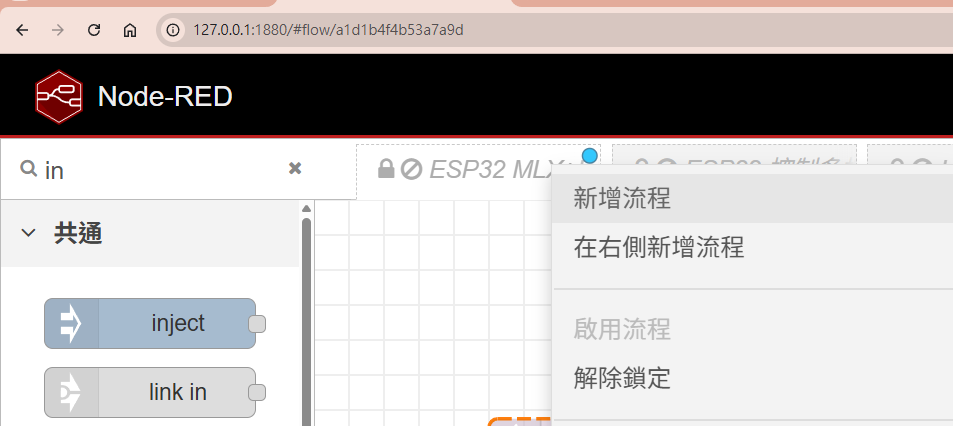 127.0.0.1:1880/#flow/a1d1b4f4b53a7a9d
Node-RED
in
ESP32 MLX
新增流程
共通
在右側新增流程
inject
啟用流程
link in
解除鎖定